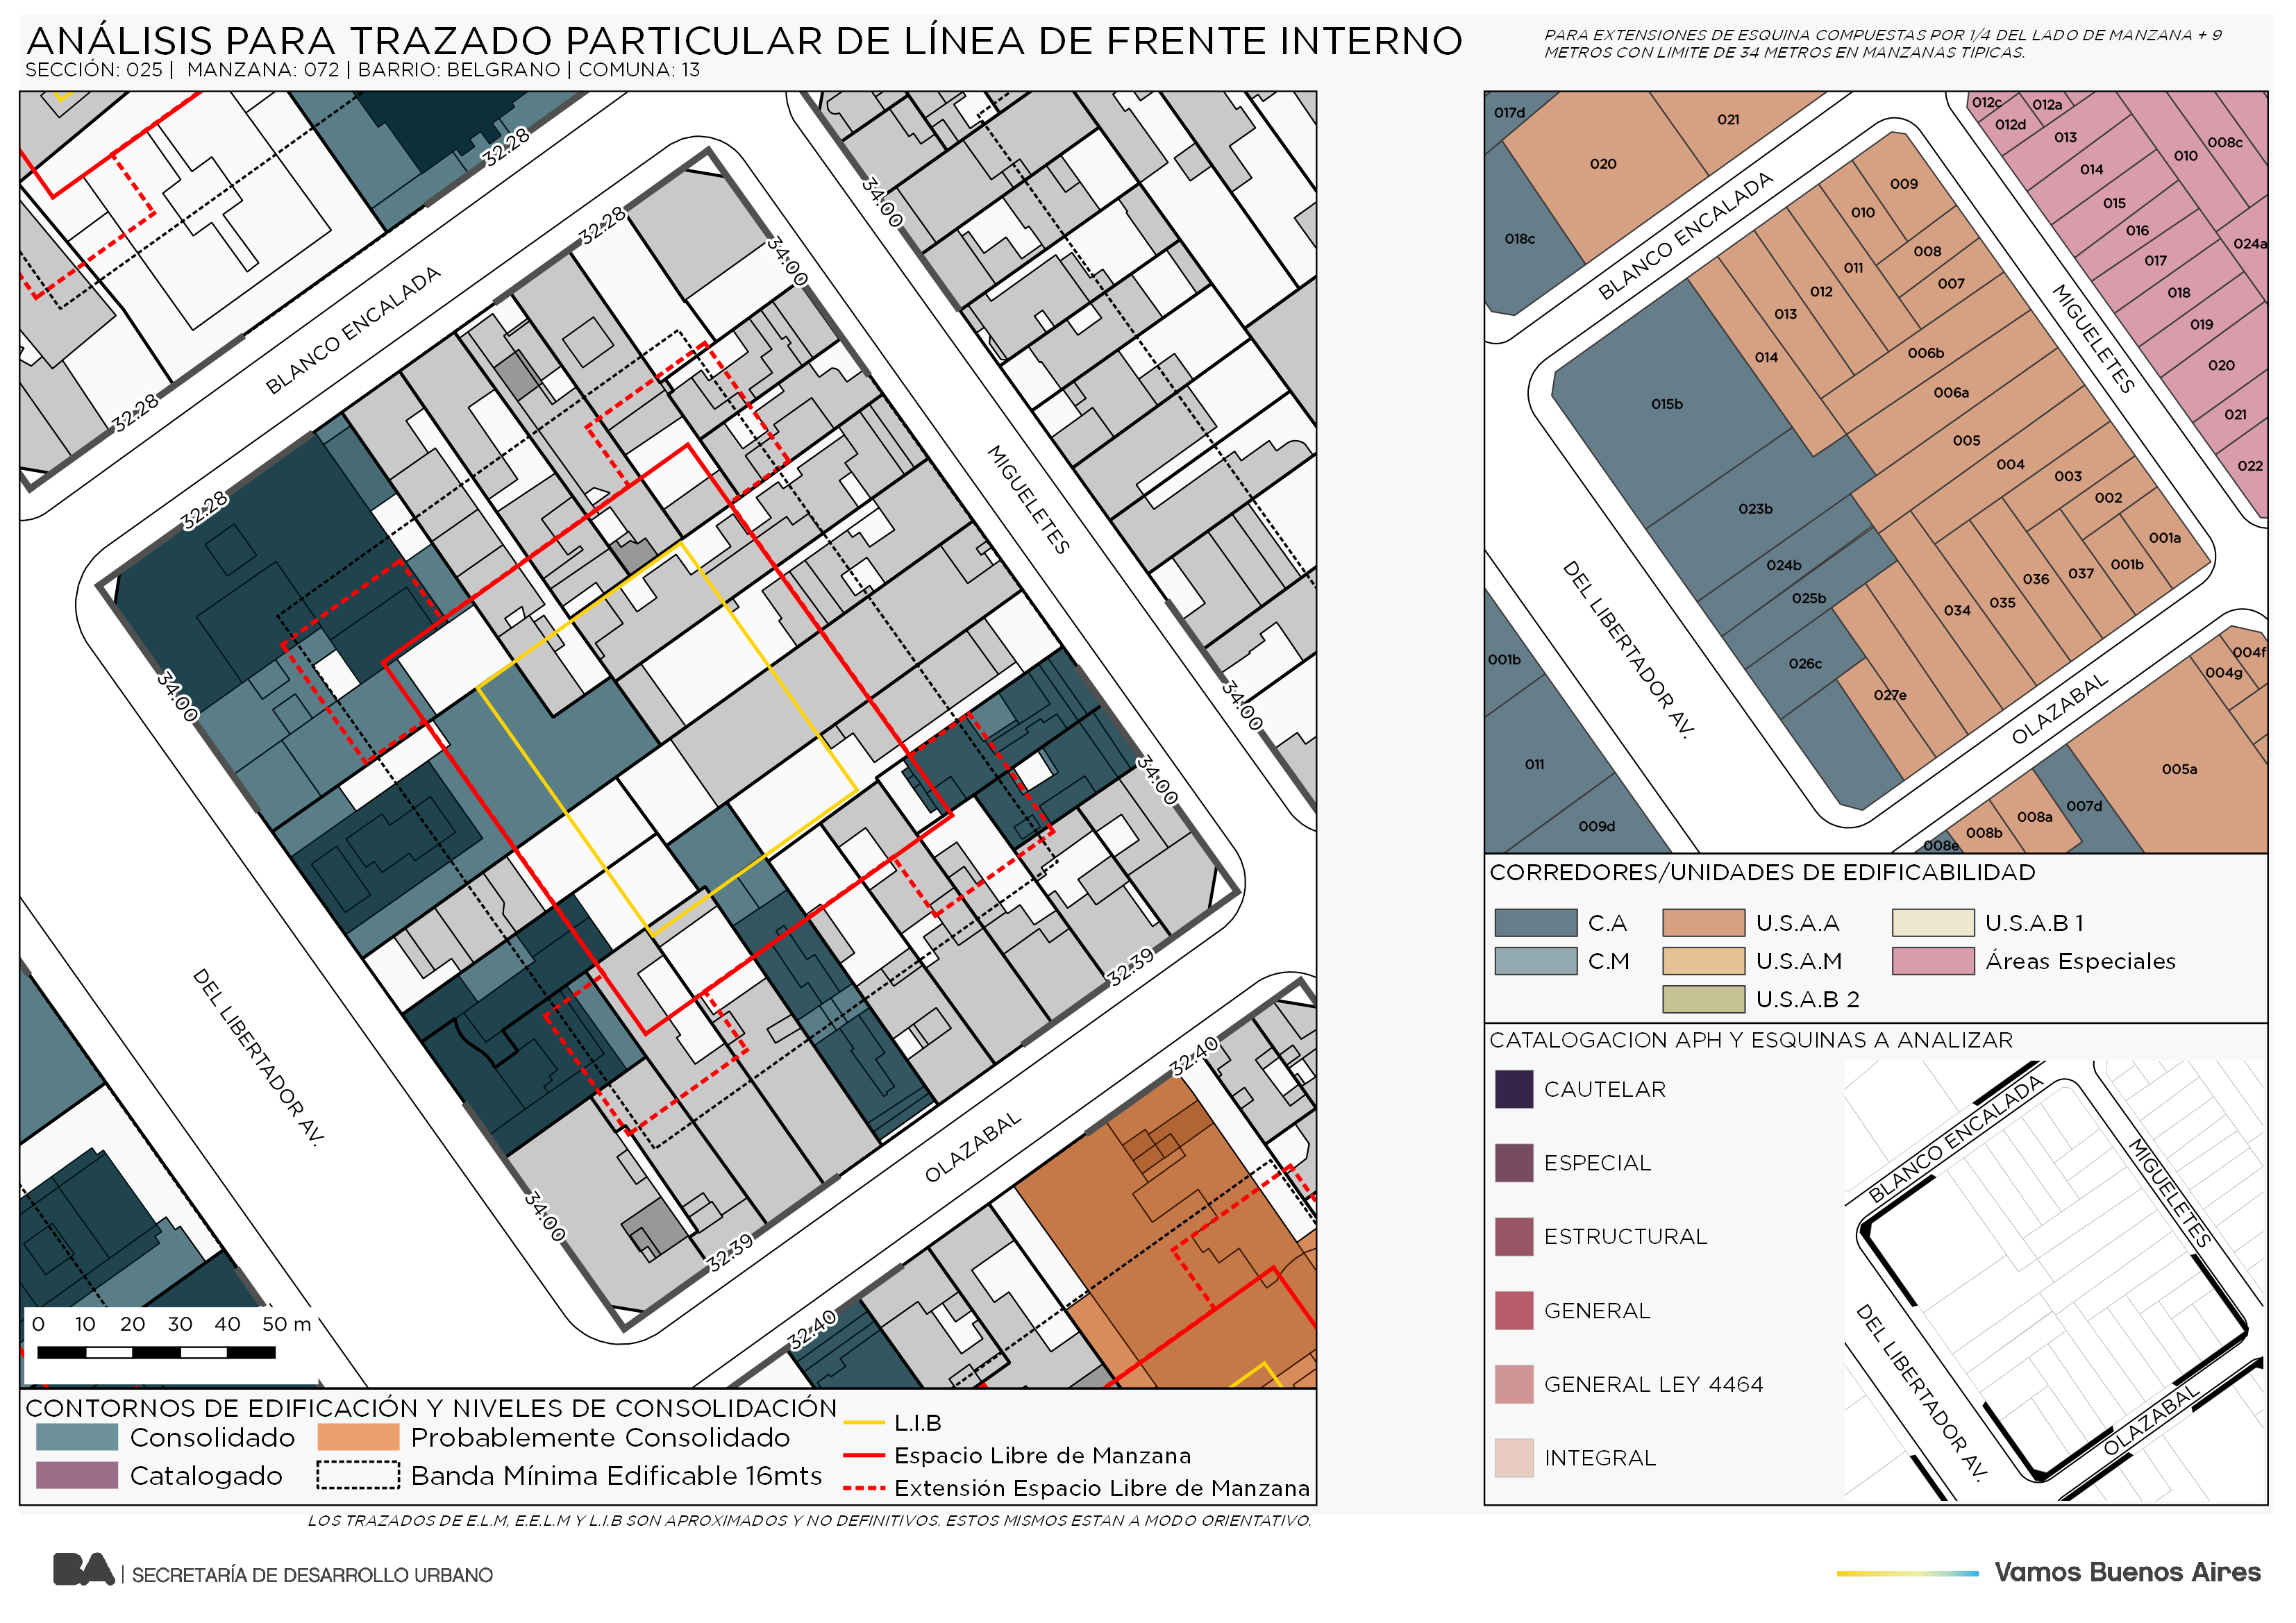 ANÁLISIS PARA TRAZADO PARTICULAR DE LÍNEA DE FRENTE INTERNO
SECCIÓN: 025 | MANZANA: 072 | BARRIO: BELGRANO | COMUNA: 13
PARA EXTENSIONES DE ESQUINA COMPUESTAS POR 1/4 DEL LADO DE MANZANA + 9
METROS CON LIMITE DE 34 METROS EN MANZANAS TIPICAS.
32.28
32.28
34.00
34.00
32.28
BLANCO ENCALADA
32.28
MIGUELETES
34.00
34.00
34.00
DEL LIBERTADOR AV.
32.39
32.40
OLAZABAL
34.00
32.39
32.40
0 10 20 30 40 50 m
CONTORNOS DE EDIFICACIÓN Y NIVELES DE CONSOLIDACIÓN
Consolidado
Probablemente Consolidado
Catalogado
Banda Mínima Edificable 16mts
L.I.B
Espacio Libre de Manzana
Extensión Espacio Libre de Manzana
LOS TRAZADOS DE E.L.M, E.E.L.M Y L.I.B SON APROXIMADOS Y NO DEFINITIVOS. ESTOS MISMOS ESTAN A MODO ORIENTATIVO.
017d
021
020
018c
012c
012a
012d
013
008c
010
014
015
016
024a
017
018
019
020
021
022
BLANCO ENCALADA
009
010
008
011
007
012
013
014
006b
006a
015b
005
004
003
002
023b
001a
024b
001b
037
036
025b
035
034
026c
027e
MIGUELETES
DEL LIBERTADOR AV.
OLAZABAL
001b
011
009d
004f
004g
005a
007d
008a
008b
008e
CORREDORES/UNIDADES DE EDIFICABILIDAD
C.A
U.S.A.A
U.S.A.B 1
C.M
U.S.A.M
Áreas Especiales
U.S.A.B 2
CATALOGACION APH Y ESQUINAS A ANALIZAR
CAUTELAR
ESPECIAL
ESTRUCTURAL
GENERAL
GENERAL LEY 4464
INTEGRAL
BLANCO ENCALADA
MIGUELETES
DEL LIBERTADOR AV.
OLAZABAL
BA | SECRETARÍA DE DESARROLLO URBANO
Vamos Buenos Aires